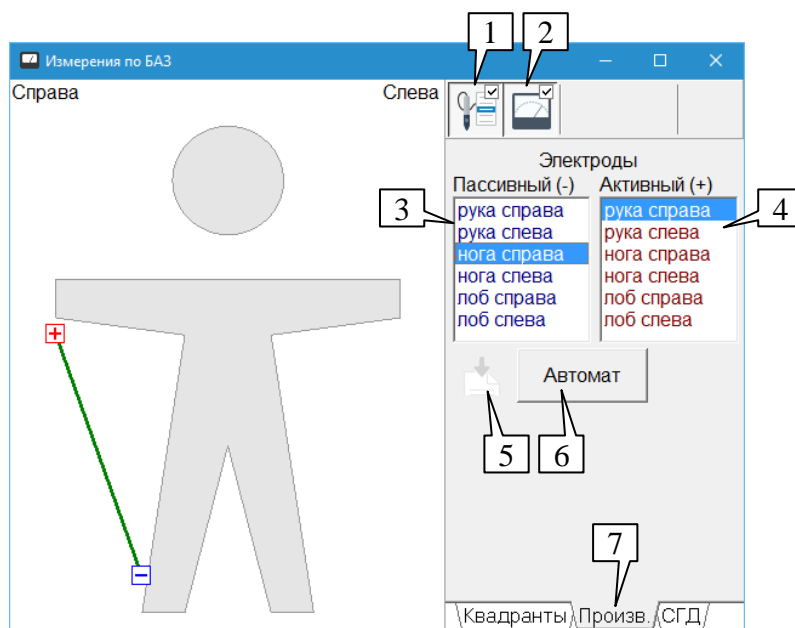 1 2
Измерения по БАЗ
Справа Слева
Электроды
Пассивный (-) Активный (+)
3 рука справа рука справа 4
рука слева рука слева
нога справа нога справа
нога слева нога слева
лоб справа лоб справа
лоб слева лоб слева
+
Автомат
5 6
7
−
Квадранты Произв. СГД